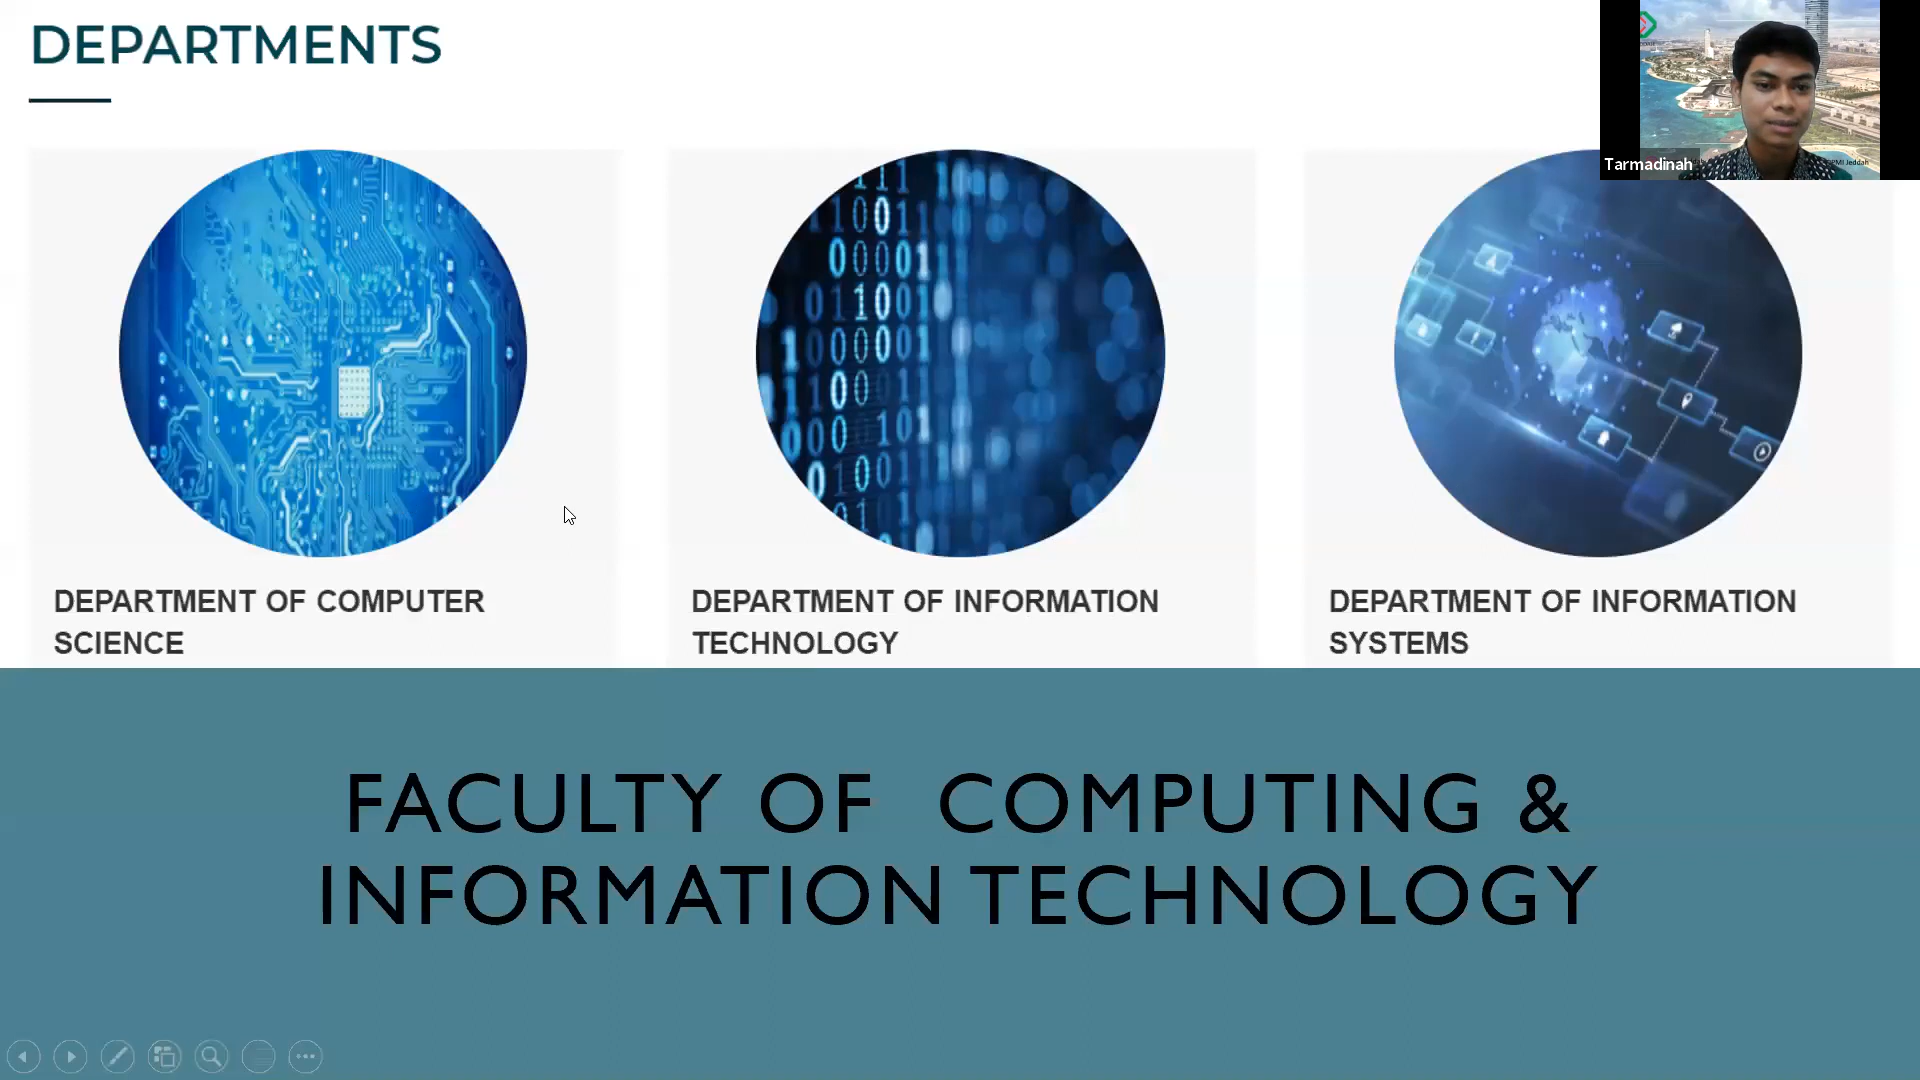 DEPARTMENTS
Tarmadinah
DEPARTMENT OF COMPUTER
SCIENCE
DEPARTMENT OF INFORMATION
TECHNOLOGY
DEPARTMENT OF INFORMATION
SYSTEMS
FACULTY OF COMPUTING &
INFORMATION TECHNOLOGY